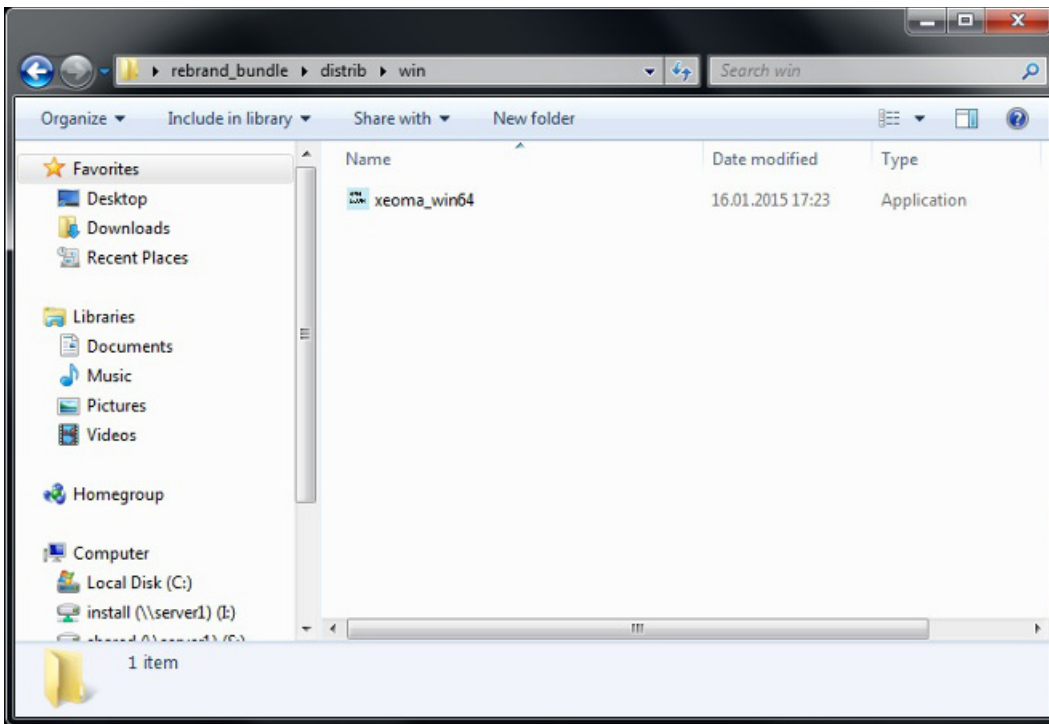 rebrand_bundle distrib win Search win
Organize Include in library Share with New folder
Name Date modified Type
xeoma_win64 16.01.2015 17:23 Application
Favorites
Desktop
Downloads
Recent Places
Libraries
Documents
Music
Pictures
Videos
Homegroup
Computer
Local Disk (C:)
install (\\server1) (I:)
shared (\\server1) (S:)
1 item